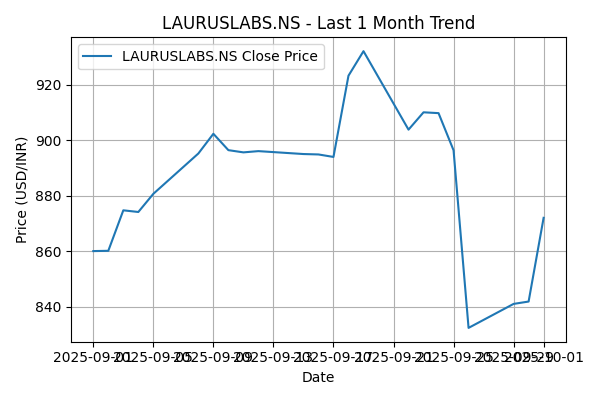 LAURUSLABS.NS - Last 1 Month Trend
LAURUSLABS.NS Close Price
Price (USD/INR)
920
900
880
860
840
2025-09-01 2025-09-05 2025-09-09 2025-09-13 2025-09-17 2025-09-21 2025-09-25 2025-09-29 2025-10-01
Date